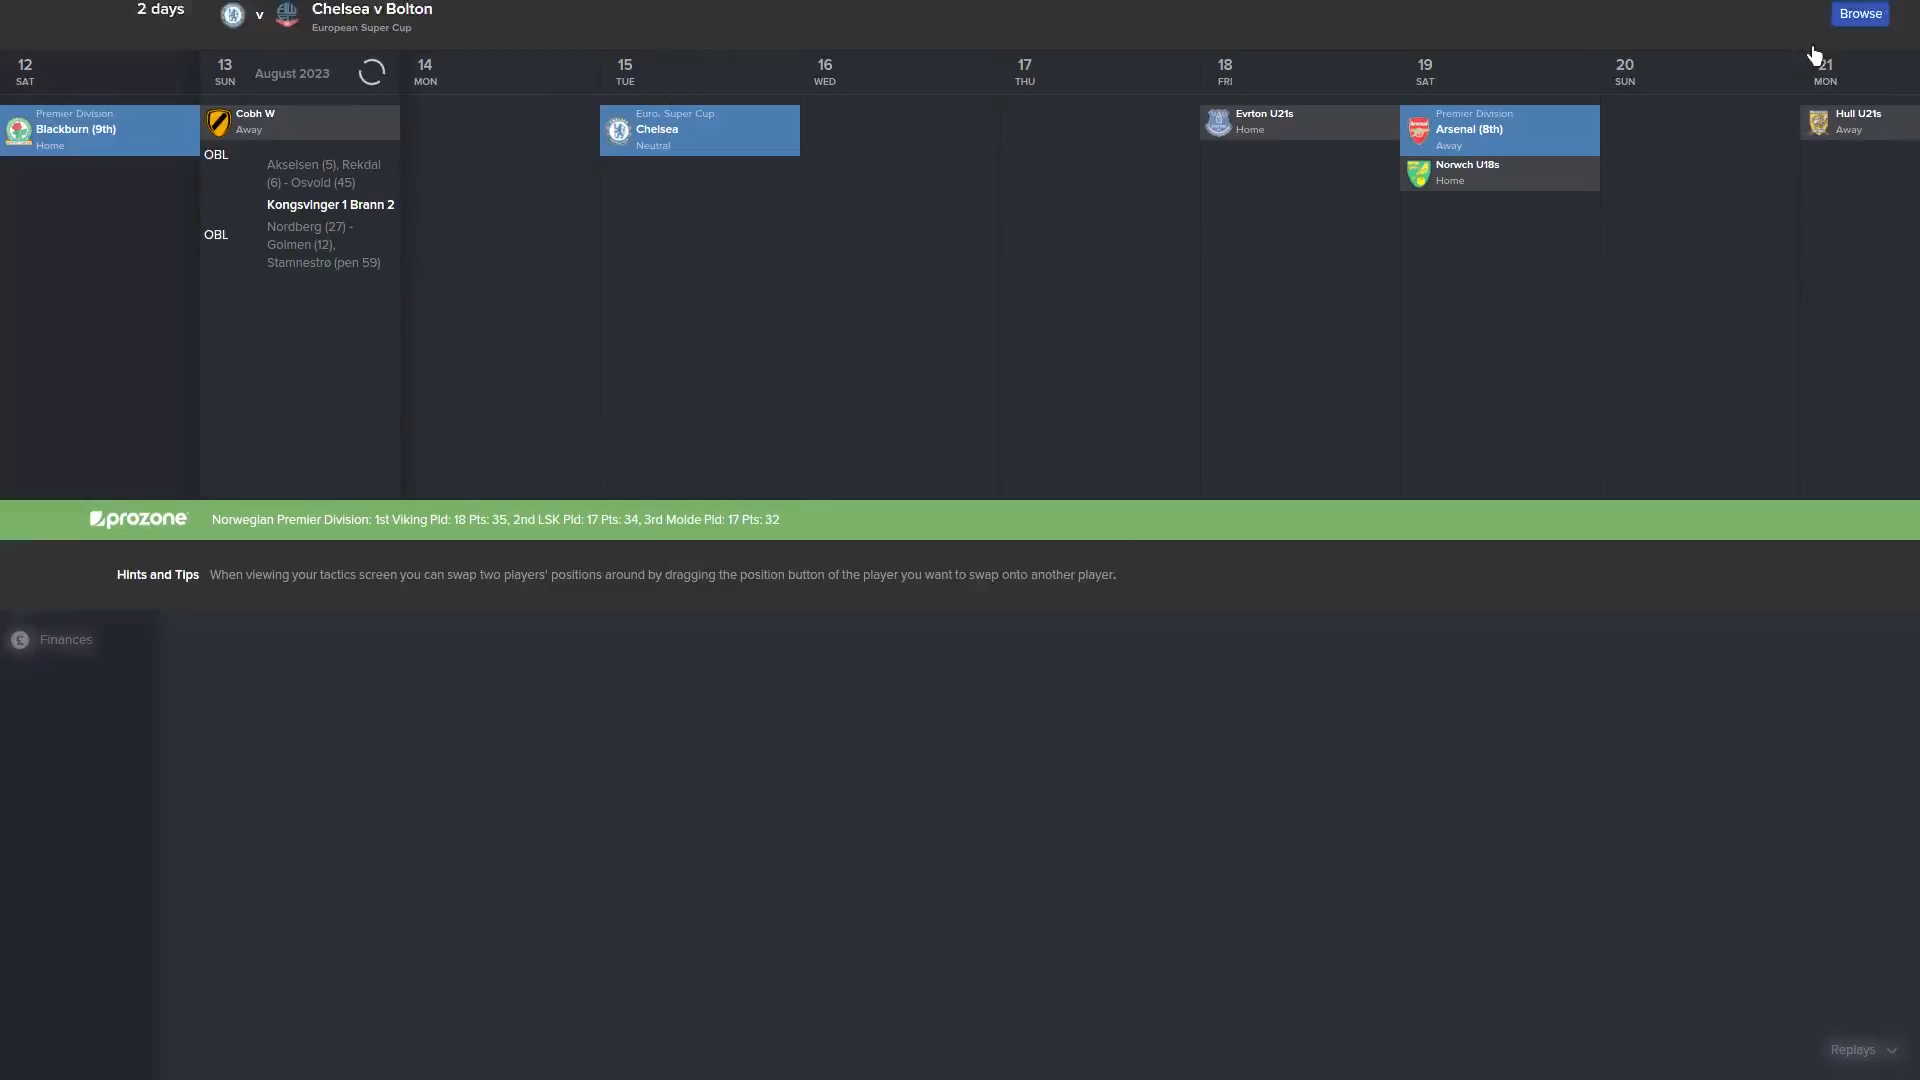 2 days
v
Chelsea v Bolton
European Super Cup
Browse
12
SAT
13
SUN
August 2023
14
MON
15
TUE
16
WED
17
THU
18
FRI
19
SAT
20
SUN
21
MON
Premier Division
Blackburn (9th)
Home
Cobh W
Away
OBL
Akselsen (5), Rekdal
(6) - Osvold (45)
Kongsvinger 1 Brann 2
OBL
Nordberg (27) -
Golmen (12),
Stamnestrø (pen 59)
Euro. Super Cup
Chelsea
Neutral
Evrton U21s
Home
Premier Division
Arsenal (8th)
Away
Norwch U18s
Home
Hull U21s
Away
prozone
Norwegian Premier Division: 1st Viking Pld: 18 Pts: 35, 2nd LSK Pld: 17 Pts: 34, 3rd Molde Pld: 17 Pts: 32
Hints and Tips When viewing your tactics screen you can swap two players' positions around by dragging the position button of the player you want to swap onto another player.
£ Finances
Replays